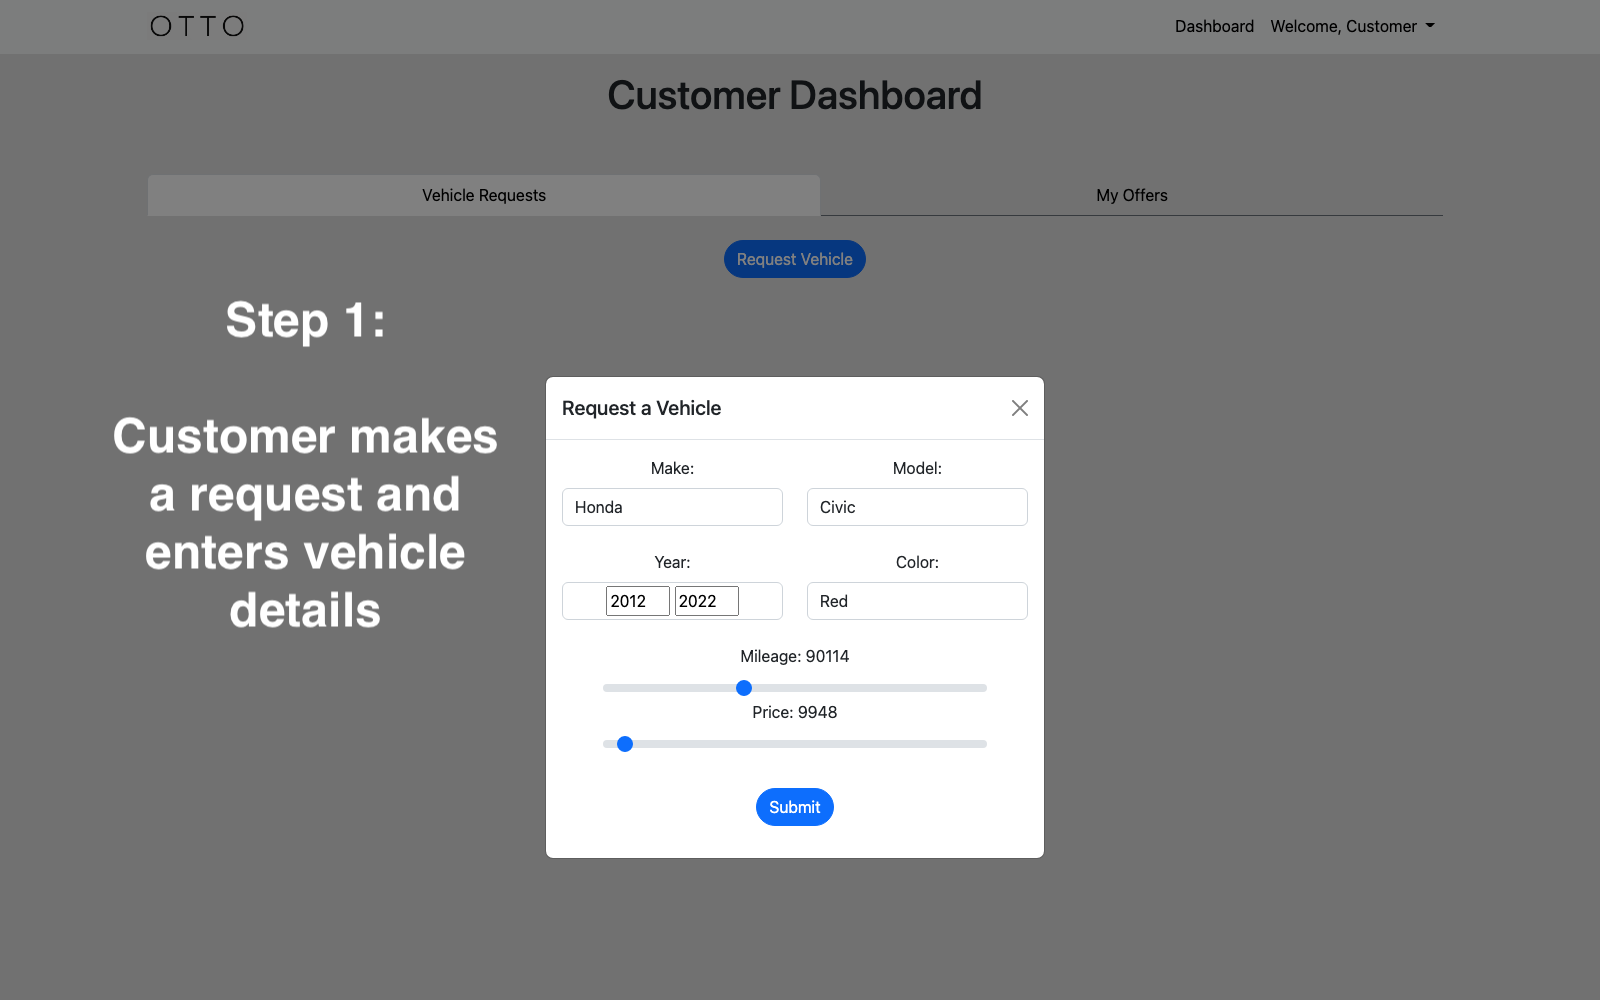 OTTO
Dashboard Welcome, Customer
Customer Dashboard
Vehicle Requests My Offers
Request Vehicle
Step 1:
Customer makes
a request and
enters vehicle
details
Request a Vehicle
Make: Model:
Honda Civic
Year: Color:
2012 2022 Red
Mileage: 90114
Price: 9948
Submit